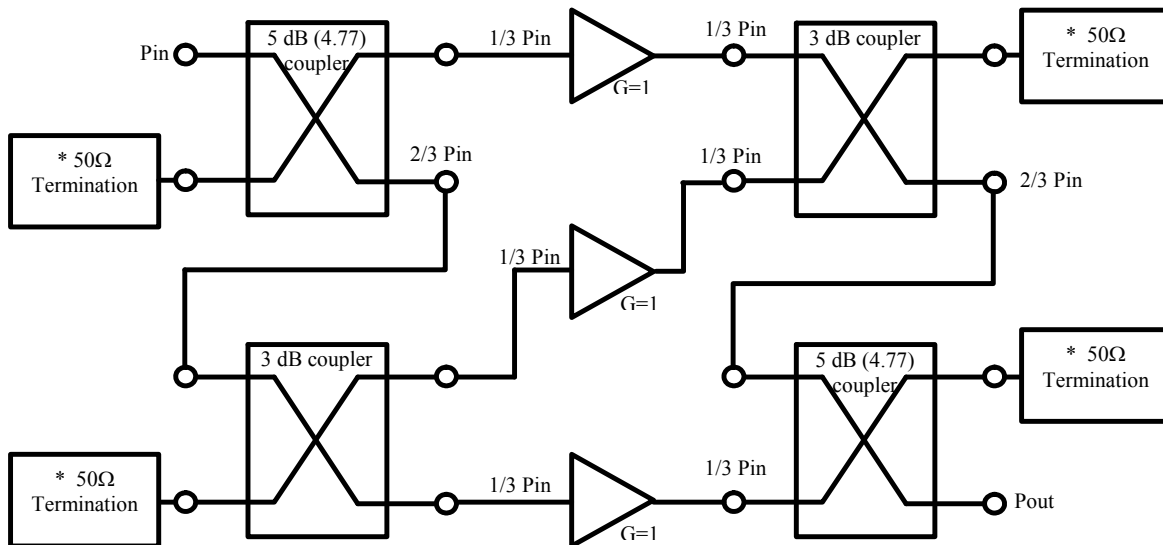 5 dB (4.77)
coupler
Pin
1/3 Pin
G=1
1/3 Pin
3 dB coupler
* 50Ω
Termination
* 50Ω
Termination
2/3 Pin
1/3 Pin
2/3 Pin
1/3 Pin
G=1
3 dB coupler
5 dB (4.77)
coupler
* 50Ω
Termination
* 50Ω
Termination
1/3 Pin
G=1
1/3 Pin
Pout